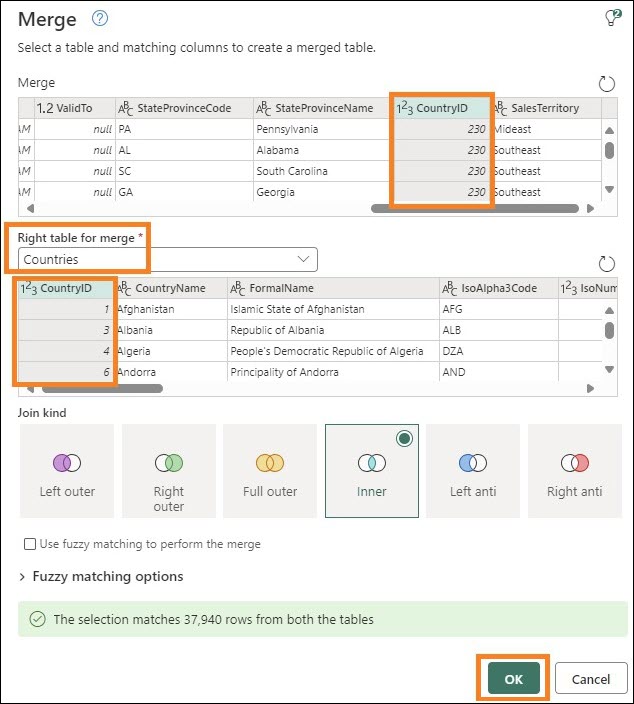 Merge
2
Select a table and matching columns to create a merged table.
Merge
1.2 ValidTo ABC StateProvinceCode ABC StateProvinceName 123 CountryID ABC SalesTerritory
AM null PA Pennsylvania 230 Mideast
AM null AL Alabama 230 Southeast
AM null SC South Carolina 230 Southeast
AM null GA Georgia 230 Southeast
Right table for merge *
Countries
123 CountryID ABC CountryName ABC FormalName ABC IsoAlpha3Code 123 IsoNum
1 Afghanistan Islamic State of Afghanistan AFG
3 Albania Republic of Albania ALB
4 Algeria People's Democratic Republic of Algeria DZA
6 Andorra Principality of Andorra AND
Join kind
Left outer Right outer Full outer Inner Left anti Right anti
Use fuzzy matching to perform the merge
Fuzzy matching options
The selection matches 37,940 rows from both the tables
OK Cancel